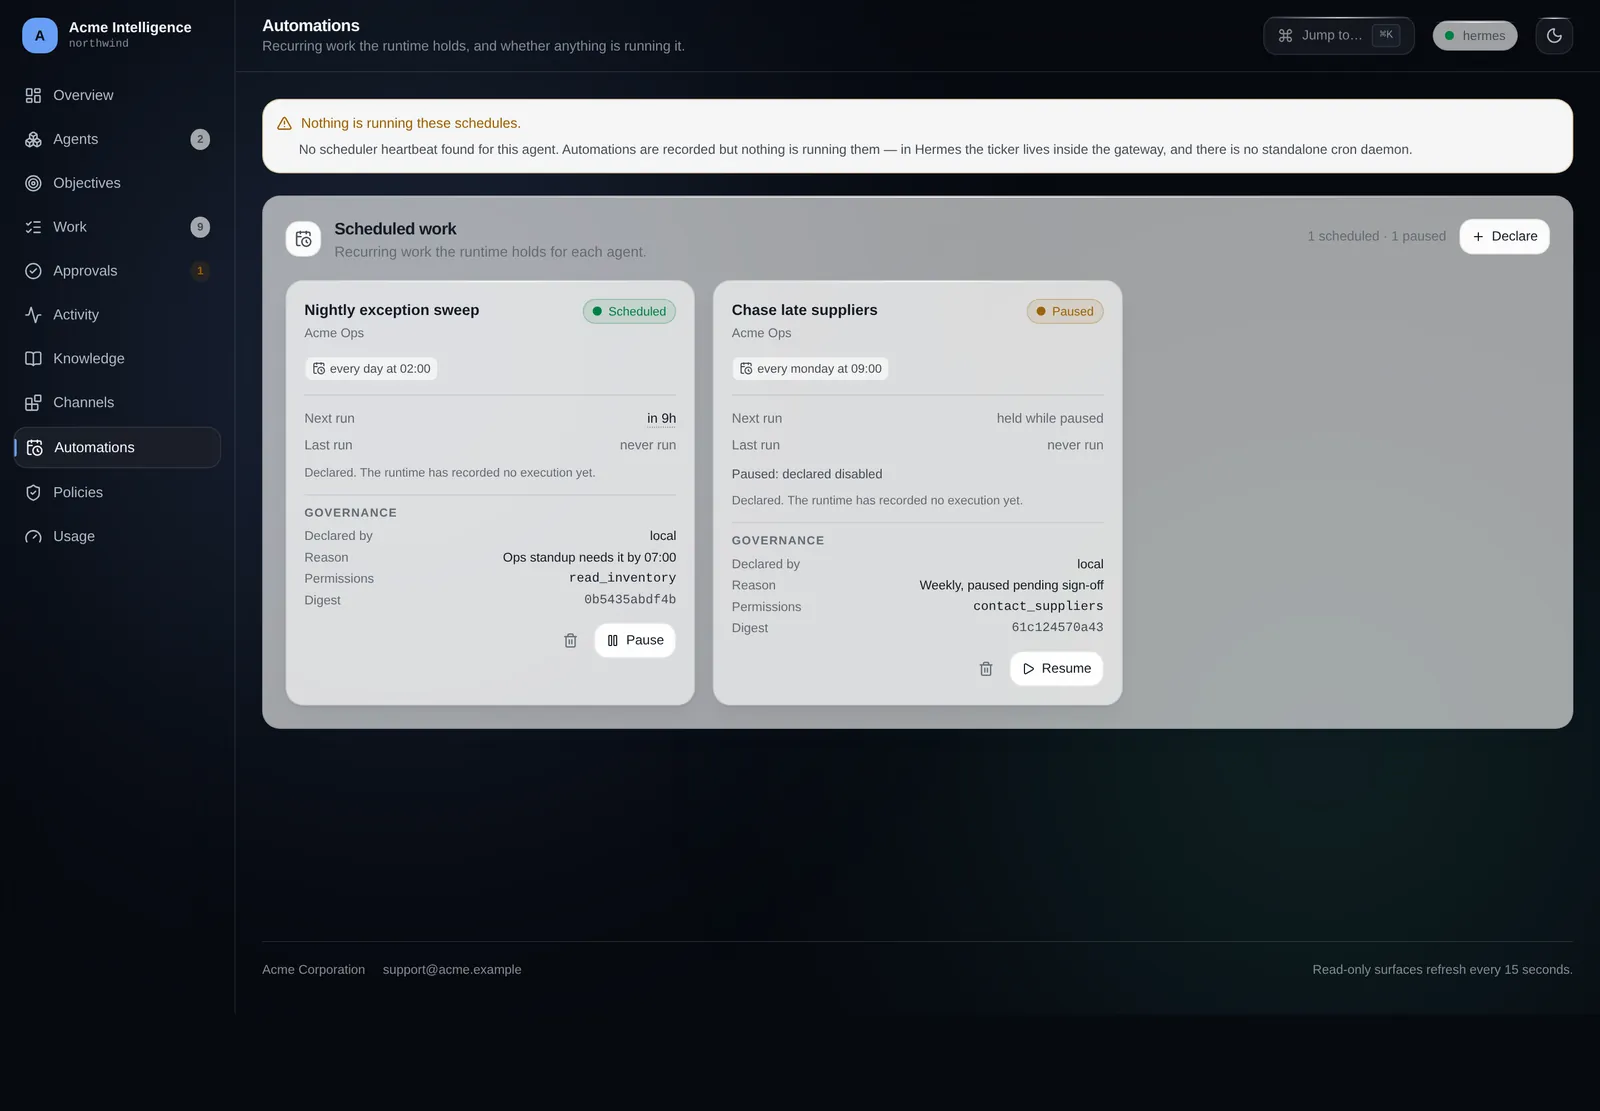 A
Acme Intelligence
northwind
Overview
Agents 2
Objectives
Work 9
Approvals 1
Activity
Knowledge
Channels
Automations
Policies
Usage
Automations
Recurring work the runtime holds, and whether anything is running it.
Jump to… ⌘K
hermes
Nothing is running these schedules.
No scheduler heartbeat found for this agent. Automations are recorded but nothing is running them — in Hermes the ticker lives inside the gateway, and there is no standalone cron daemon.
Scheduled work
Recurring work the runtime holds for each agent.
1 scheduled · 1 paused
Declare
Nightly exception sweep
Scheduled
Acme Ops
every day at 02:00
Next run in 9h
Last run never run
Declared. The runtime has recorded no execution yet.
GOVERNANCE
Declared by local
Reason Ops standup needs it by 07:00
Permissions read_inventory
Digest 0b5435abdf4b
Pause
Chase late suppliers
Paused
Acme Ops
every monday at 09:00
Next run held while paused
Last run never run
Paused: declared disabled
Declared. The runtime has recorded no execution yet.
GOVERNANCE
Declared by local
Reason Weekly, paused pending sign-off
Permissions contact_suppliers
Digest 61c124570a43
Resume
Acme Corporation support@acme.example
Read-only surfaces refresh every 15 seconds.